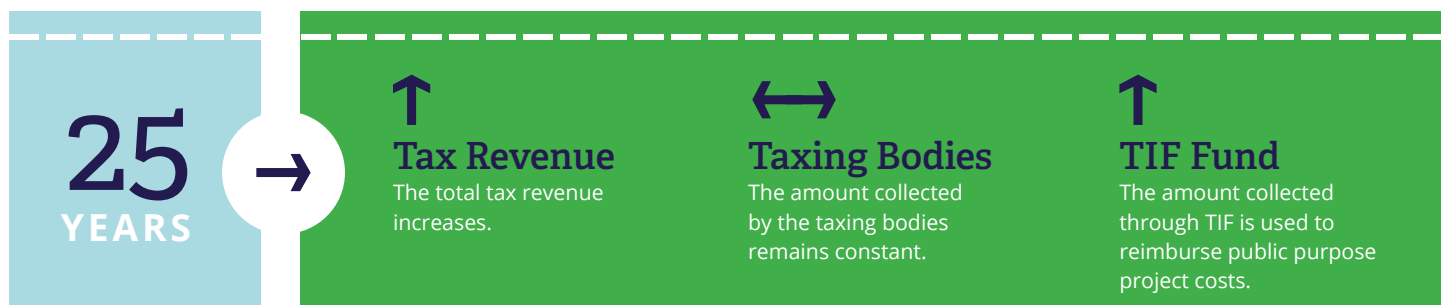 25
YEARS
Tax Revenue
The total tax revenue
increases.
Taxing Bodies
The amount collected
by the taxing bodies
remains constant.
TIF Fund
The amount collected
through TIF is used to
reimburse public purpose
project costs.